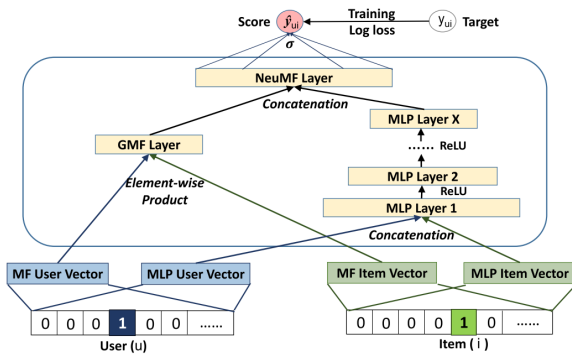 Score ŷui Training yui Target
Log loss
σ
NeuMF Layer
Concatenation
MLP Layer X
GMF Layer
...... ReLU
Element-wise
Product
MLP Layer 2
ReLU
MLP Layer 1
Concatenation
MF User Vector MLP User Vector MF Item Vector MLP Item Vector
0 0 0 1 0 0 ...... 0 0 0 0 1 0 ......
User (u) Item ( i )